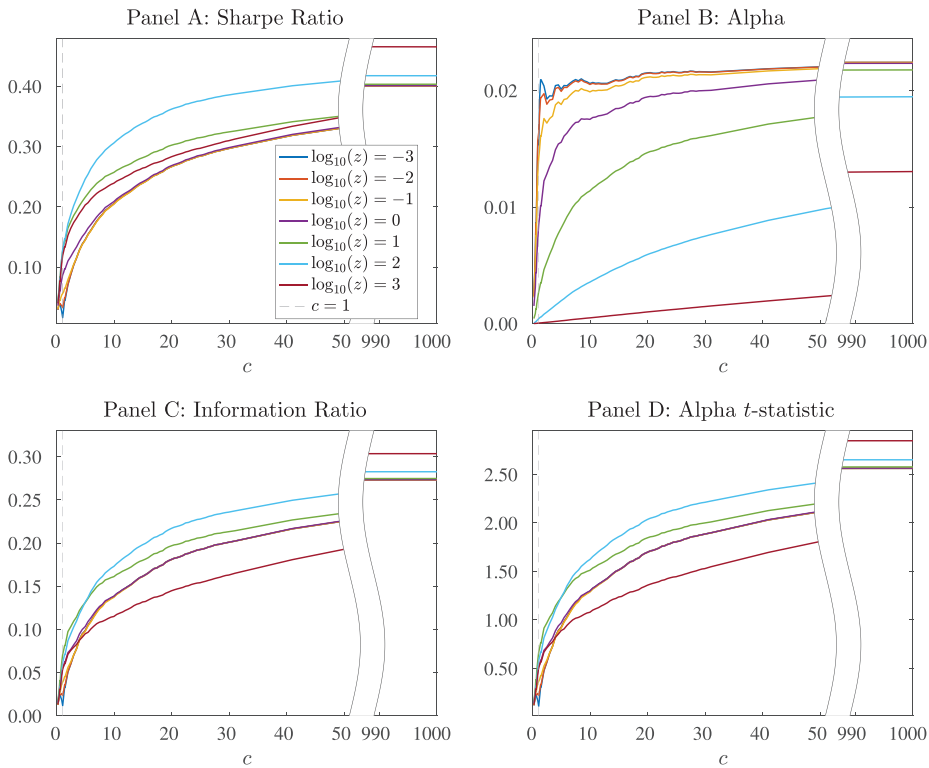 Panel A: Sharpe Ratio
0.40
0.30
0.20
0.10
log₁₀(z) = −3
log₁₀(z) = −2
log₁₀(z) = −1
log₁₀(z) = 0
log₁₀(z) = 1
log₁₀(z) = 2
log₁₀(z) = 3
c = 1
0 10 20 30 40 50 990 1000
c
Panel B: Alpha
0.02
0.01
0.00
0 10 20 30 40 50 990 1000
c
Panel C: Information Ratio
0.30
0.25
0.20
0.15
0.10
0.05
0.00
0 10 20 30 40 50 990 1000
c
Panel D: Alpha t-statistic
2.50
2.00
1.50
1.00
0.50
0 10 20 30 40 50 990 1000
c